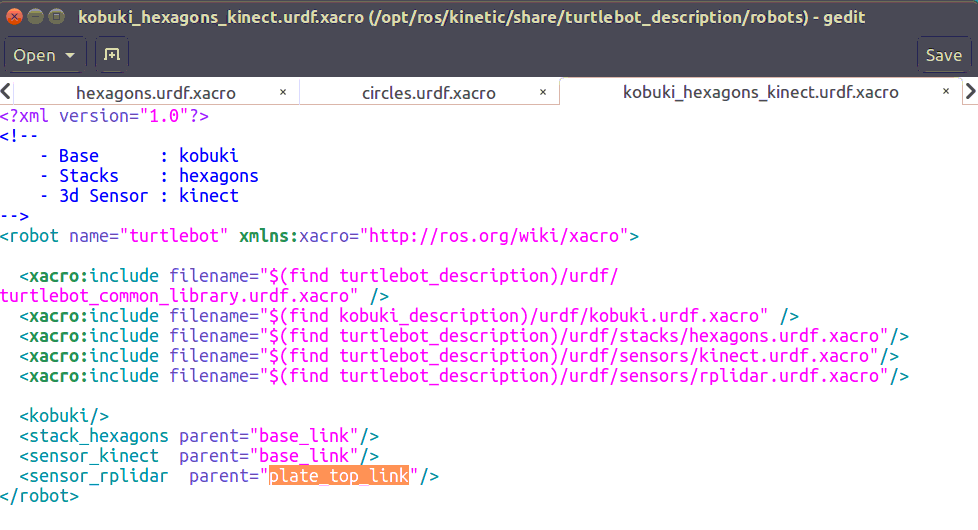 kobuki_hexagons_kinect.urdf.xacro (/opt/ros/kinetic/share/turtlebot_description/robots) - gedit
Open Save
hexagons.urdf.xacro × circles.urdf.xacro × kobuki_hexagons_kinect.urdf.xacro ×
<?xml version="1.0"?>
<!--
    - Base      : kobuki
    - Stacks    : hexagons
    - 3d Sensor : kinect
-->
<robot name="turtlebot" xmlns:xacro="http://ros.org/wiki/xacro">

  <xacro:include filename="$(find turtlebot_description)/urdf/
turtlebot_common_library.urdf.xacro" />
  <xacro:include filename="$(find kobuki_description)/urdf/kobuki.urdf.xacro" />
  <xacro:include filename="$(find turtlebot_description)/urdf/stacks/hexagons.urdf.xacro"/>
  <xacro:include filename="$(find turtlebot_description)/urdf/sensors/kinect.urdf.xacro"/>
  <xacro:include filename="$(find turtlebot_description)/urdf/sensors/rplidar.urdf.xacro"/>

  <kobuki/>
  <stack_hexagons parent="base_link"/>
  <sensor_kinect  parent="base_link"/>
  <sensor_rplidar  parent="plate_top_link"/>
</robot>